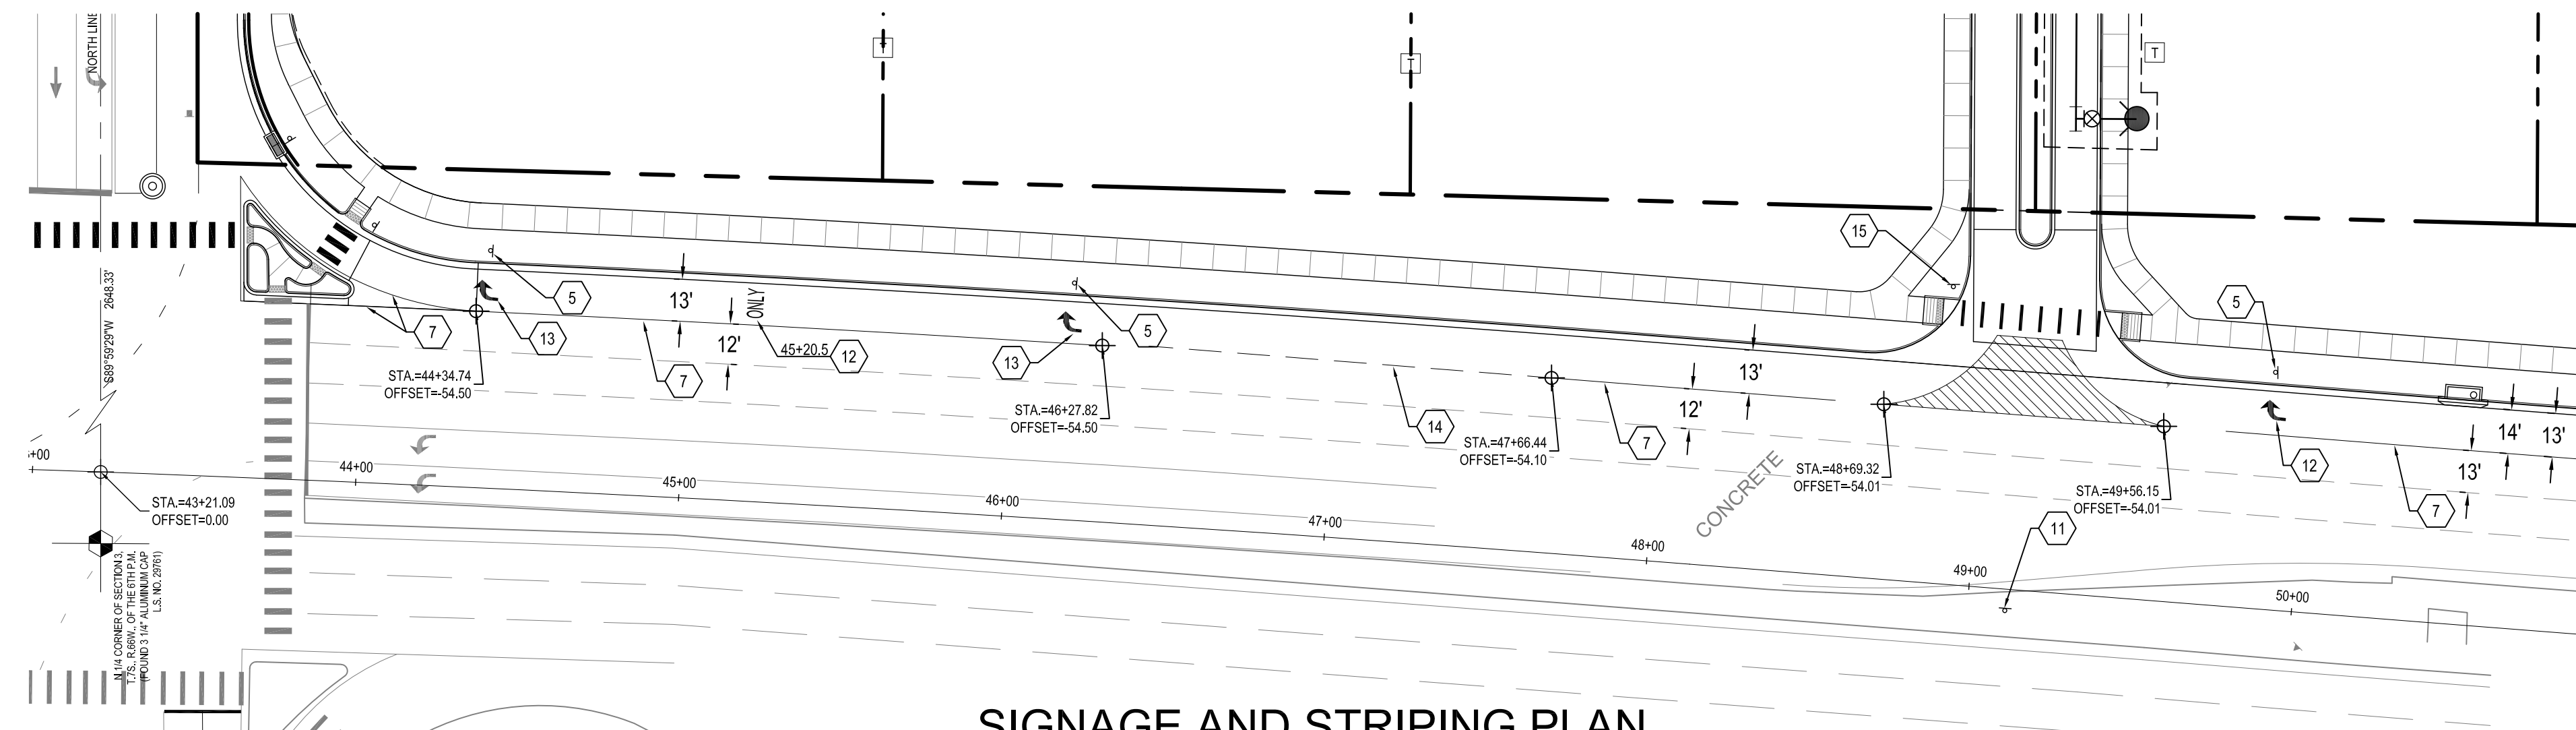 NORTH LINE
T
T
T
15
5
5
5
13'
ONLY
13'
12'
45+20.5
12
7
13
13
5
7
STA.=44+34.74
OFFSET=-54.50
S89°59'29"W 2648.33'
STA.=46+27.82
OFFSET=-54.50
14
STA.=47+66.44
OFFSET=-54.10
7
12'
13'
CONCRETE
STA.=48+69.32
OFFSET=-54.01
STA.=49+56.15
OFFSET=-54.01
11
12
14'
13'
13'
7
+00
44+00
45+00
46+00
47+00
48+00
49+00
50+00
STA.=43+21.09
OFFSET=0.00
N 1/4 CORNER OF SECTION 3,
T.7S., R.66W., OF THE 6TH P.M.
(FOUND 3 1/4" ALUMINUM CAP
L.S. NO. 29761)
SIGNAGE AND STRIPING PLAN